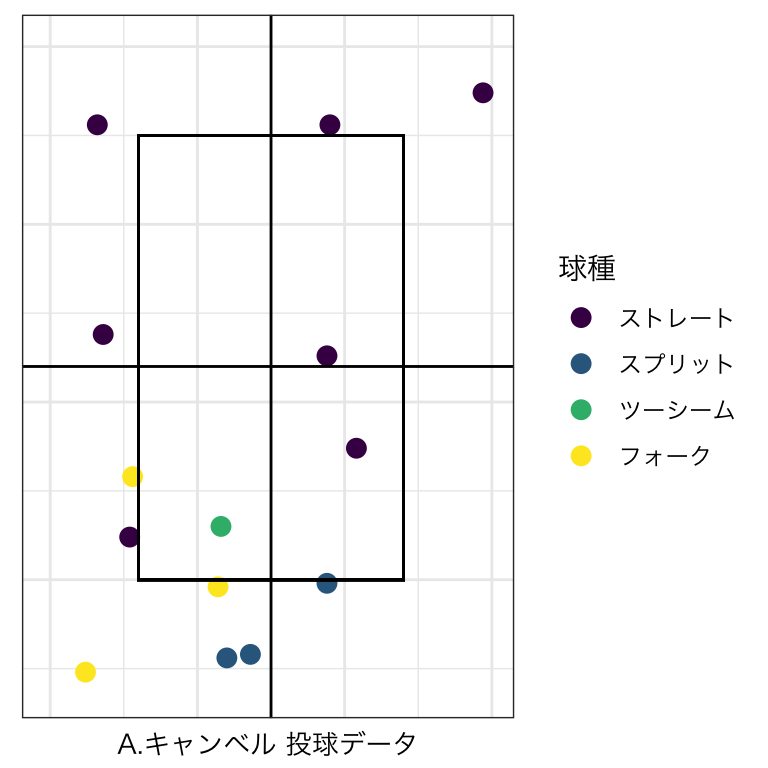 球種
ストレート
スプリット
ツーシーム
フォーク
A.キャンベル 投球データ